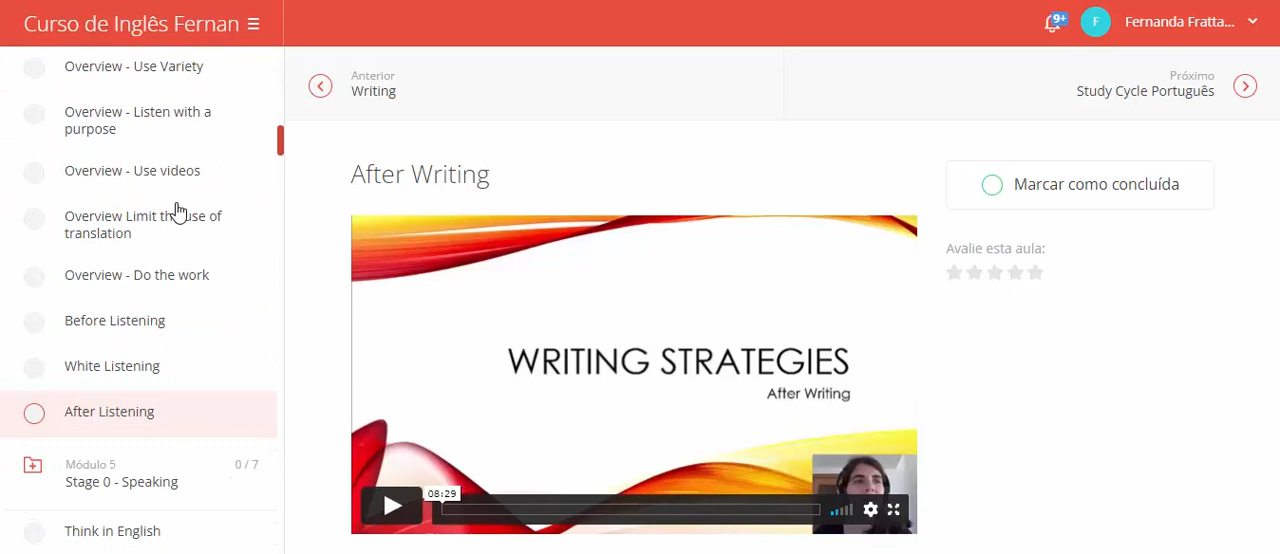 Curso de Inglês Fernan
9+
F
Fernanda Fratta...
Overview - Use Variety
Overview - Listen with a
purpose
Overview - Use videos
Overview Limit the use of
translation
Overview - Do the work
Before Listening
White Listening
After Listening
Módulo 5
0 / 7
Stage 0 - Speaking
Think in English
Anterior
Writing
Próximo
Study Cycle Português
After Writing
WRITING STRATEGIES
After Writing
08:29
Marcar como concluída
Avalie esta aula: